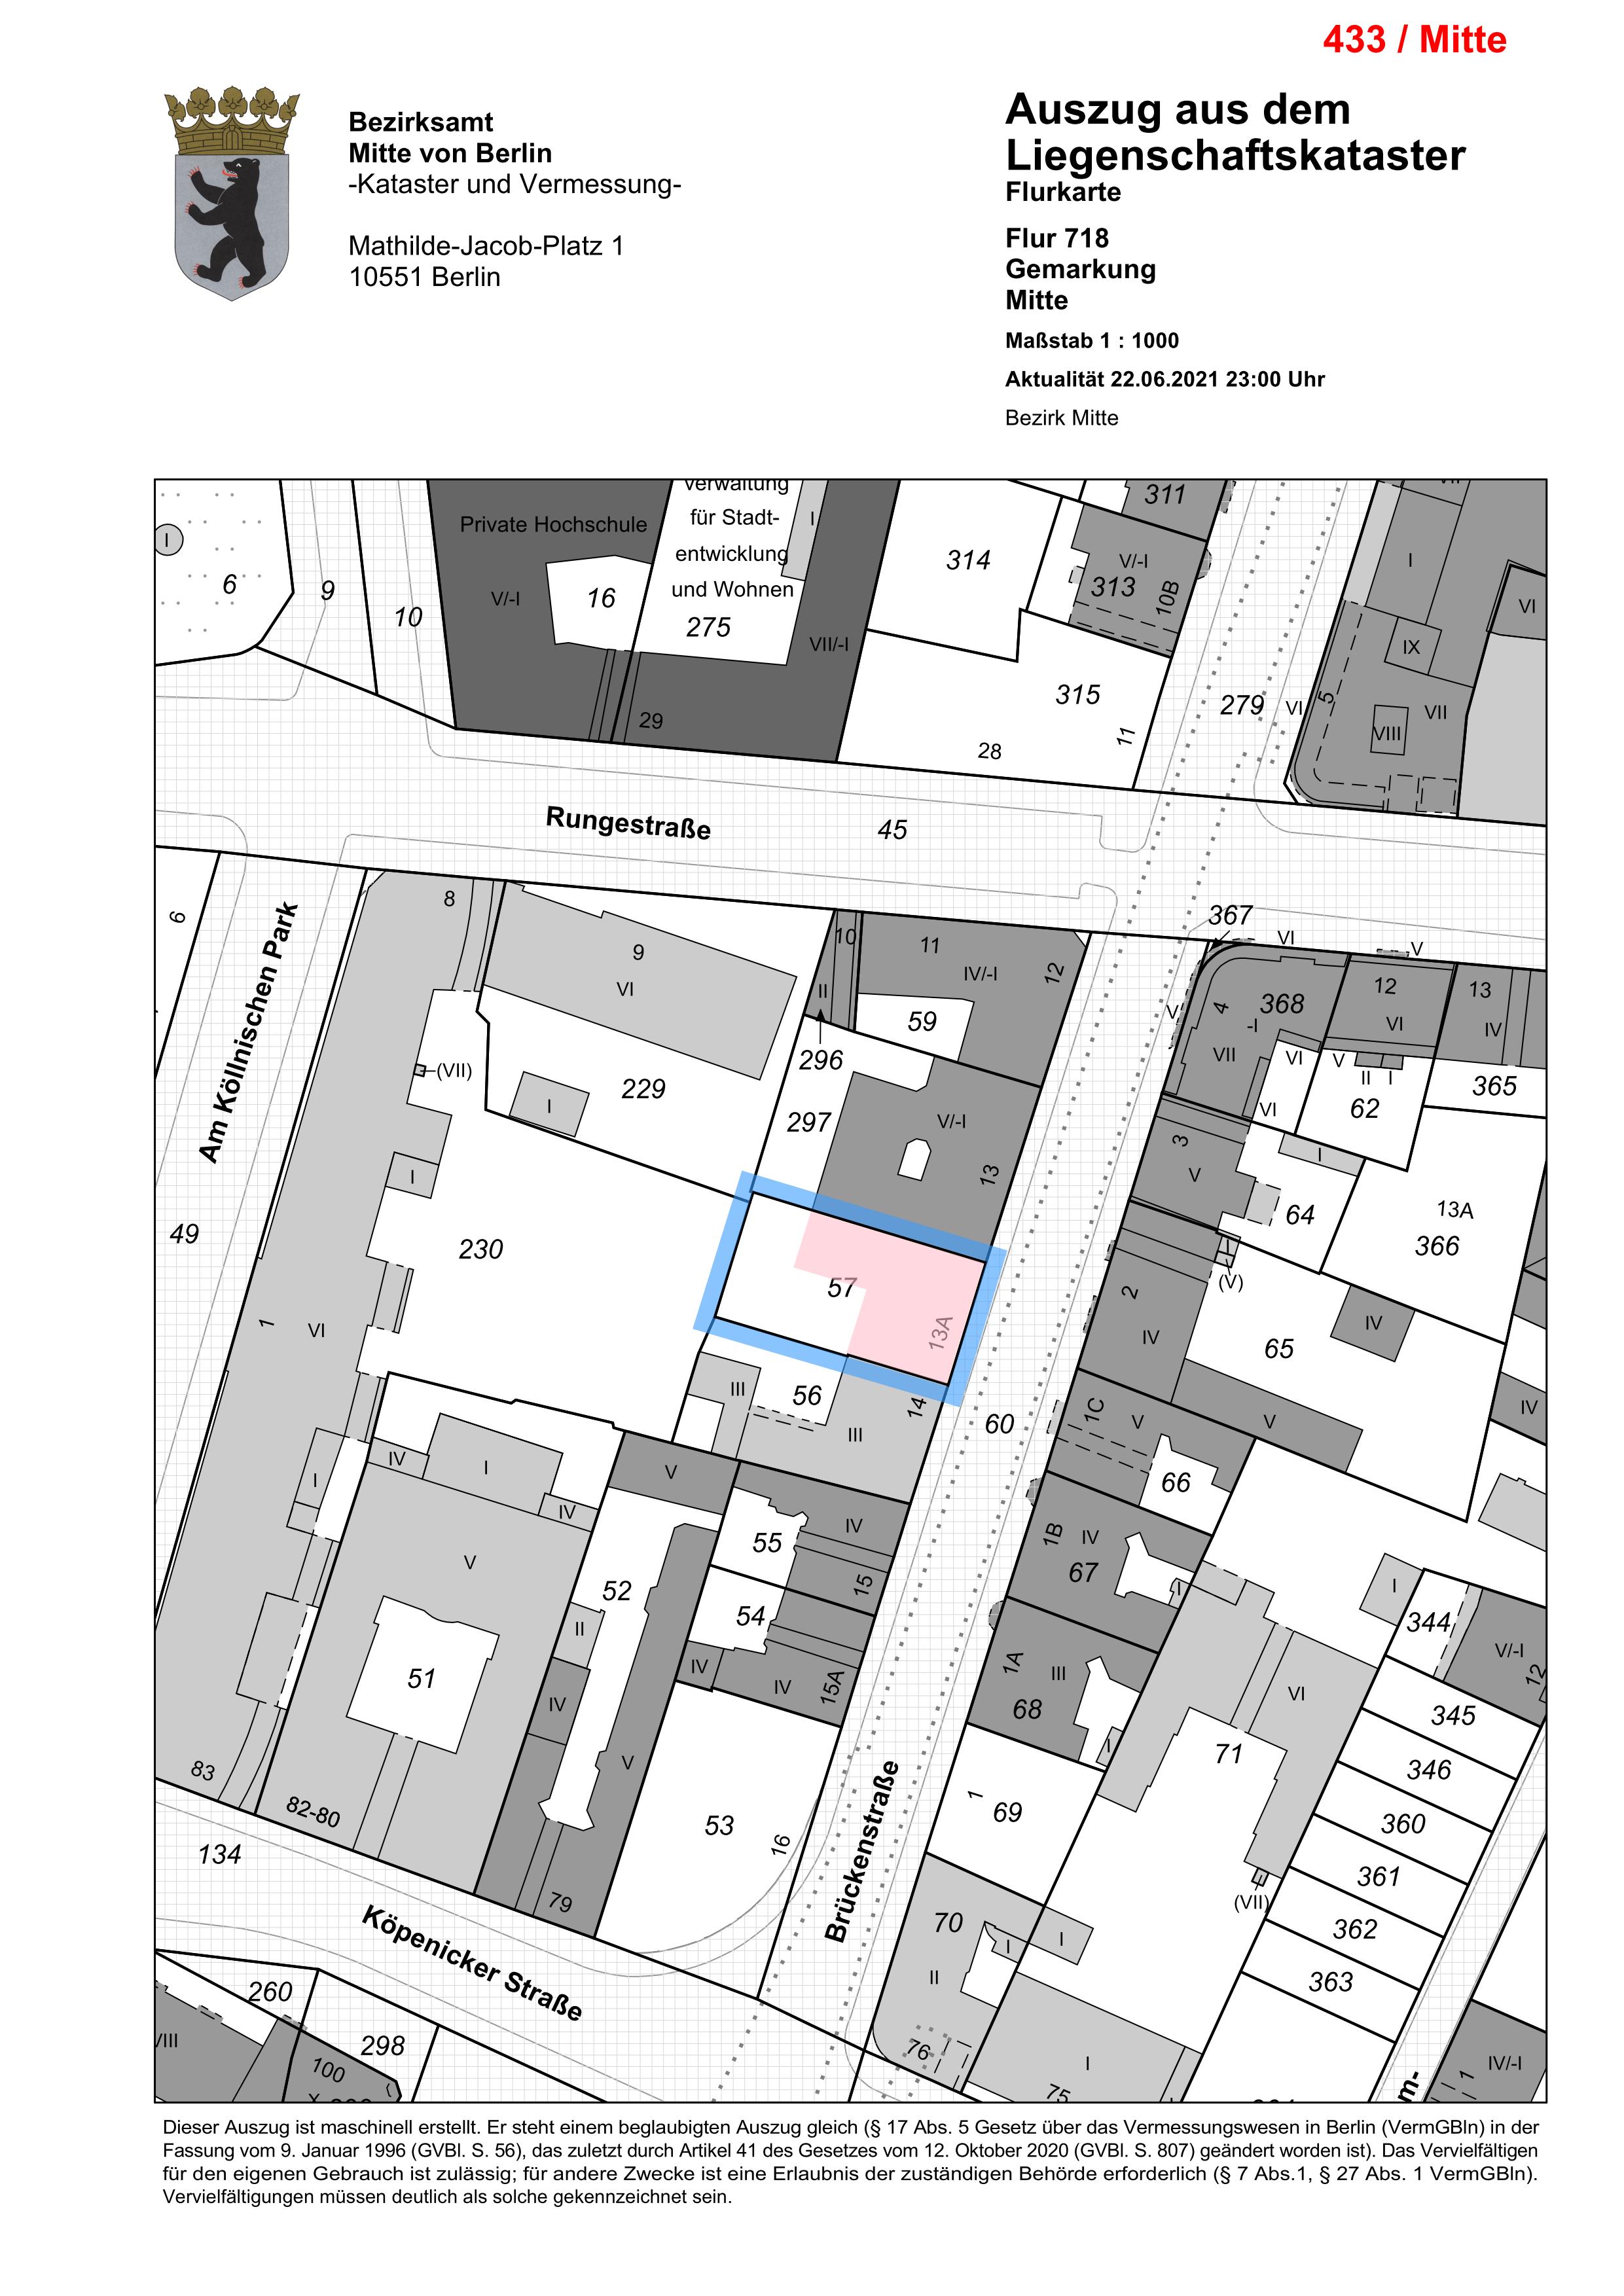 433 / Mitte
Bezirksamt
Mitte von Berlin
-Kataster und Vermessung-
Mathilde-Jacob-Platz 1
10551 Berlin
Auszug aus dem
Liegenschaftskataster
Flurkarte
Flur 718
Gemarkung
Mitte
Maßstab 1 : 1000
Aktualität 22.06.2021 23:00 Uhr
Bezirk Mitte
verwaltung
für Stadt-
entwicklung
und Wohnen
275
Private Hochschule
V/-I
16
I
VII/-I
29
I
6
9
10
314
311
V/-I
313
10B
315
28
11
279
VI
5
I
IX
VII
VIII
VI
Rungestraße
45
6
Am Köllnischen Park
49
8
9
VI
10
II
11
IV/-I
12
59
296
297
229
I
(VII)
I
V/-I
13
230
1
VI
57
13A
367
VI
V
V
4
368
-I
VII
VI
VI
12
VI
V
II
I
62
13
IV
365
3
V
I
64
13A
366
I
(V)
2
IV
65
IV
IV
V
III
56
14
III
60
1C
V
66
I
IV
I
IV
V
V
51
52
II
IV
V
55
IV
15
54
IV
IV
15A
53
16
1B
IV
67
I
1A
III
68
I
I
344
V/-I
12
VI
71
345
346
360
361
362
363
(VII)
1
69
83
82-80
79
134
Köpenicker Straße
Brückenstraße
70
I
I
II
76
I
75
260
298
VIII
100
m-
1
IV/-I
Dieser Auszug ist maschinell erstellt. Er steht einem beglaubigten Auszug gleich (§ 17 Abs. 5 Gesetz über das Vermessungswesen in Berlin (VermGBln) in der
Fassung vom 9. Januar 1996 (GVBl. S. 56), das zuletzt durch Artikel 41 des Gesetzes vom 12. Oktober 2020 (GVBl. S. 807) geändert worden ist). Das Vervielfältigen
für den eigenen Gebrauch ist zulässig; für andere Zwecke ist eine Erlaubnis der zuständigen Behörde erforderlich (§ 7 Abs.1, § 27 Abs. 1 VermGBln).
Vervielfältigungen müssen deutlich als solche gekennzeichnet sein.